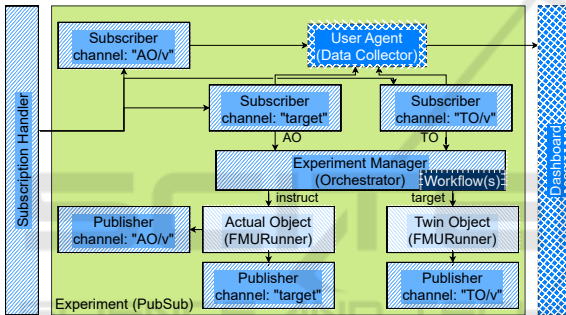 Subscription Handler
Subscriber
channel: "AO/v"
User Agent
(Data Collector)
Subscriber
channel: "target"
Subscriber
channel: "TO/v"
AO
TO
Experiment Manager
(Orchestrator)
Workflow(s)
instruct
target
Publisher
channel: "AO/v"
Actual Object
(FMURunner)
Twin Object
(FMURunner)
Publisher
channel: "target"
Publisher
channel: "TO/v"
Experiment (PubSub)
Dashboard